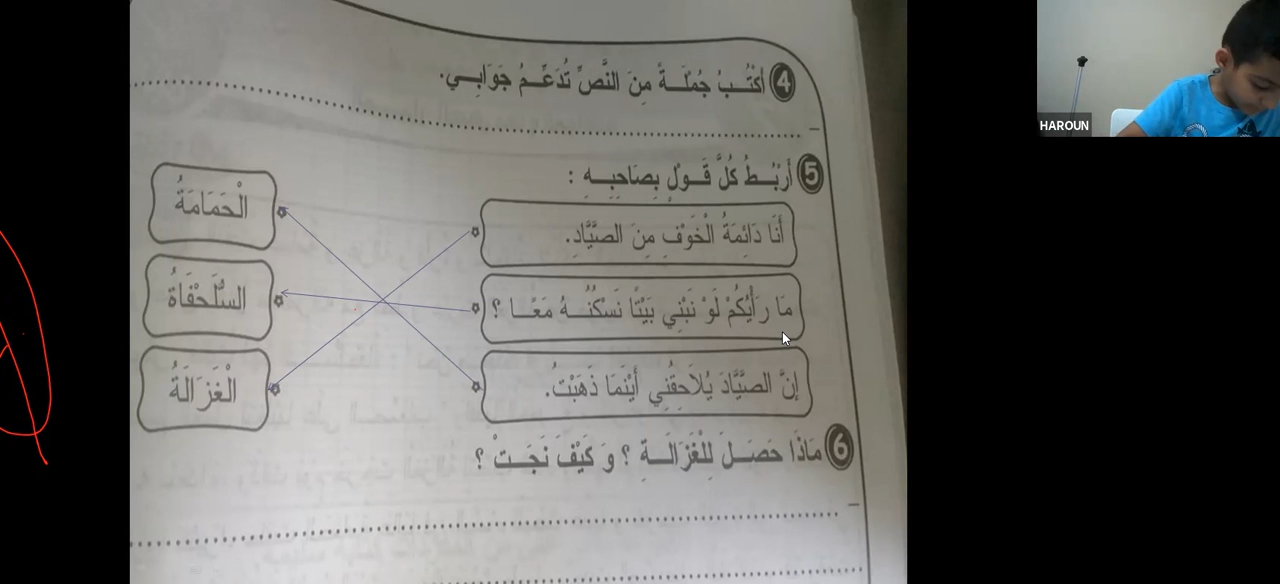 4 أَكْتُبُ جُمْلَةً مِنَ النَّصِّ تُدَعِّمُ جَوَابِي.
5 أَرْبُطُ كُلَّ قَوْلٍ بِصَاحِبِهِ :
أَنَا دَائِمَةُ الْخَوْفِ مِنَ الصَّيَّادِ.
الْحَمَامَةُ
مَا رَأْيُكُمْ لَوْ نَبْنِي بَيْتًا نَسْكُنُهُ مَعًا ؟
السُّلَحْفَاةُ
إِنَّ الصَّيَّادَ يُلَاحِقُنِي أَيْنَمَا ذَهَبْتُ.
الْغَزَالَةُ
6 مَاذَا حَصَلَ لِلْغَزَالَةِ ؟ وَ كَيْفَ نَجَتْ ؟
HAROUN